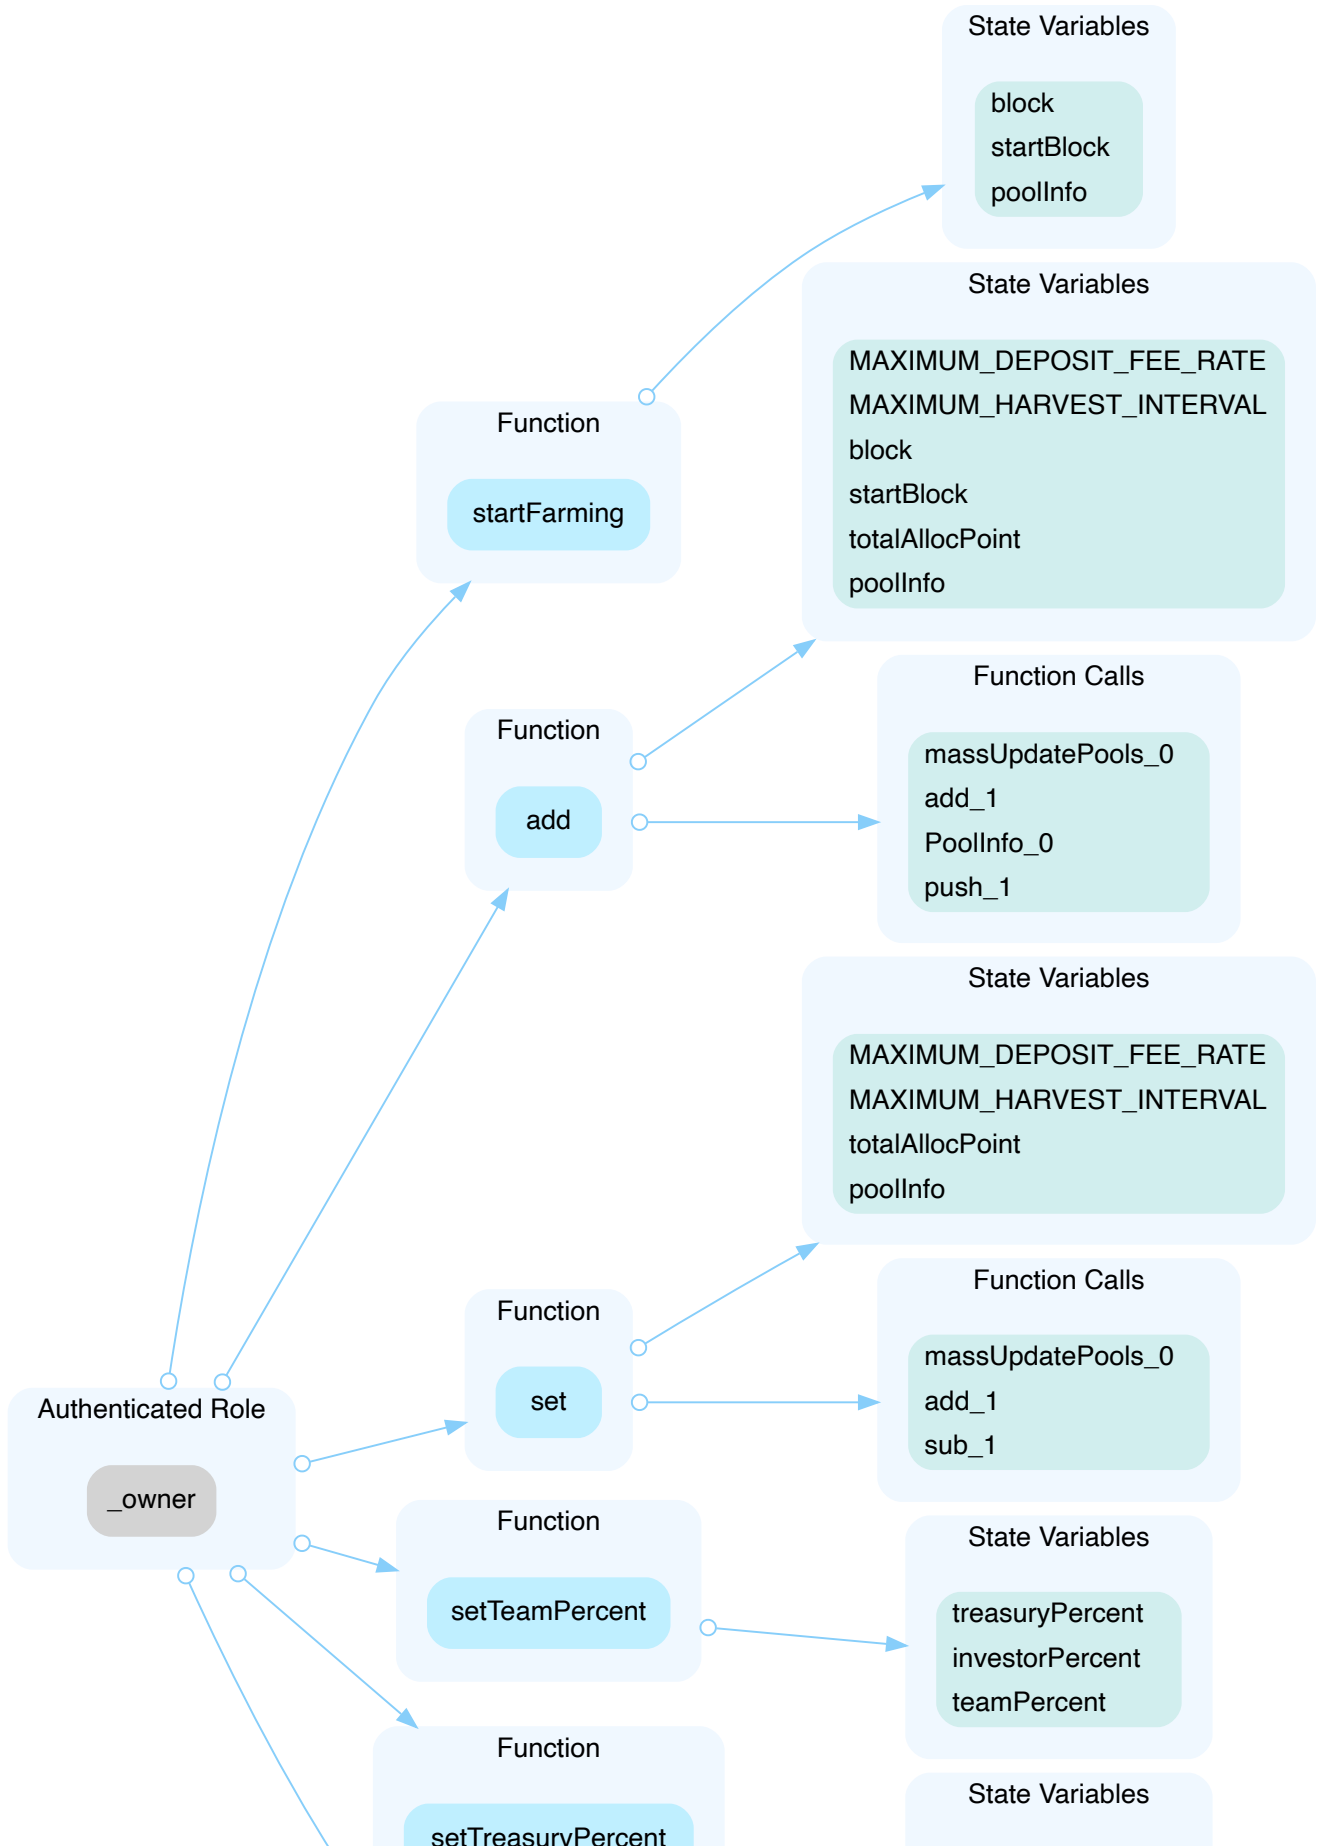 State Variables
block
startBlock
poolInfo
State Variables
MAXIMUM_DEPOSIT_FEE_RATE
MAXIMUM_HARVEST_INTERVAL
block
startBlock
totalAllocPoint
poolInfo
Function
startFarming
Function Calls
massUpdatePools_0
add_1
PoolInfo_0
push_1
Function
add
State Variables
MAXIMUM_DEPOSIT_FEE_RATE
MAXIMUM_HARVEST_INTERVAL
totalAllocPoint
poolInfo
Function Calls
massUpdatePools_0
add_1
sub_1
Function
set
Authenticated Role
_owner
Function
setTeamPercent
State Variables
treasuryPercent
investorPercent
teamPercent
Function
setTreasuryPercent
State Variables